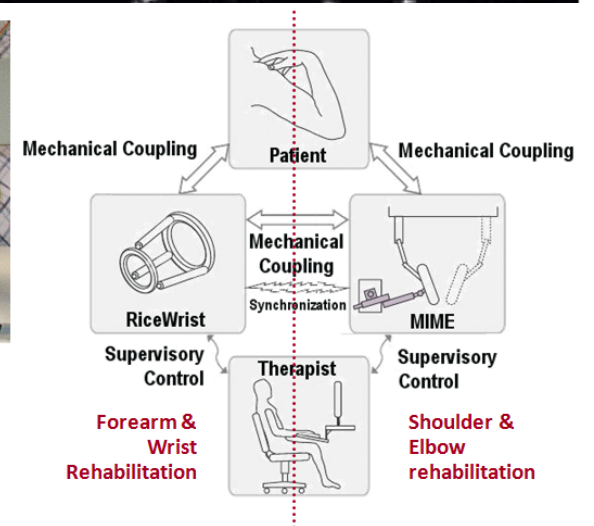 Patient
Mechanical Coupling
Mechanical Coupling
Mechanical
Coupling
Synchronization
RiceWrist
MIME
Supervisory
Control
Therapist
Supervisory
Control
Forearm &
Wrist
Rehabilitation
Shoulder &
Elbow
rehabilitation